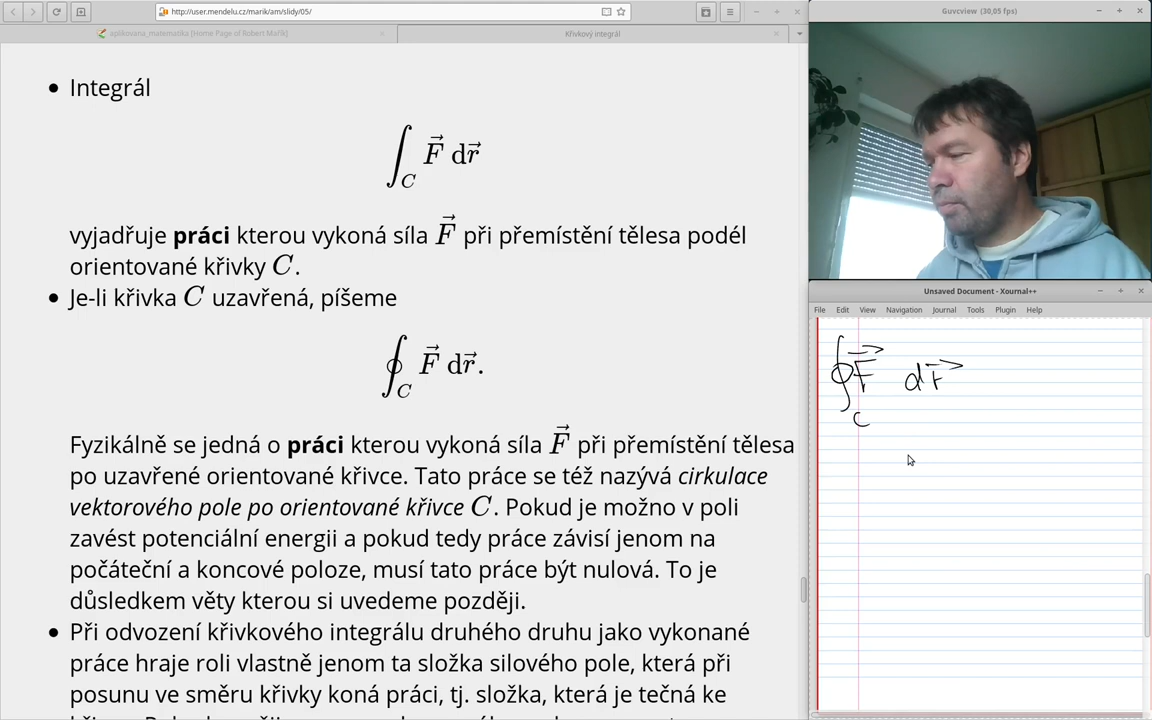 http://user.mendelu.cz/marik/am/slidy/05/
aplikovana_matematika [Home Page of Robert Mařík]
Křivkový integrál
• Integrál
∫_C F⃗ dr⃗
vyjadřuje práci kterou vykoná síla F⃗ při přemístění tělesa podél
orientované křivky C.
• Je-li křivka C uzavřená, píšeme
∮_C F⃗ dr⃗.
Fyzikálně se jedná o práci kterou vykoná síla F⃗ při přemístění tělesa
po uzavřené orientované křivce. Tato práce se též nazývá cirkulace
vektorového pole po orientované křivce C. Pokud je možno v poli
zavést potenciální energii a pokud tedy práce závisí jenom na
počáteční a koncové poloze, musí tato práce být nulová. To je
důsledkem věty kterou si uvedeme později.
• Při odvození křivkového integrálu druhého druhu jako vykonané
práce hraje roli vlastně jenom ta složka silového pole, která při
posunu ve směru křivky koná práci, tj. složka, která je tečná ke
Guvcview (30,05 fps)
Unsaved Document - Xournal++
File Edit View Navigation Journal Tools Plugin Help
∮_C F⃗ dr⃗